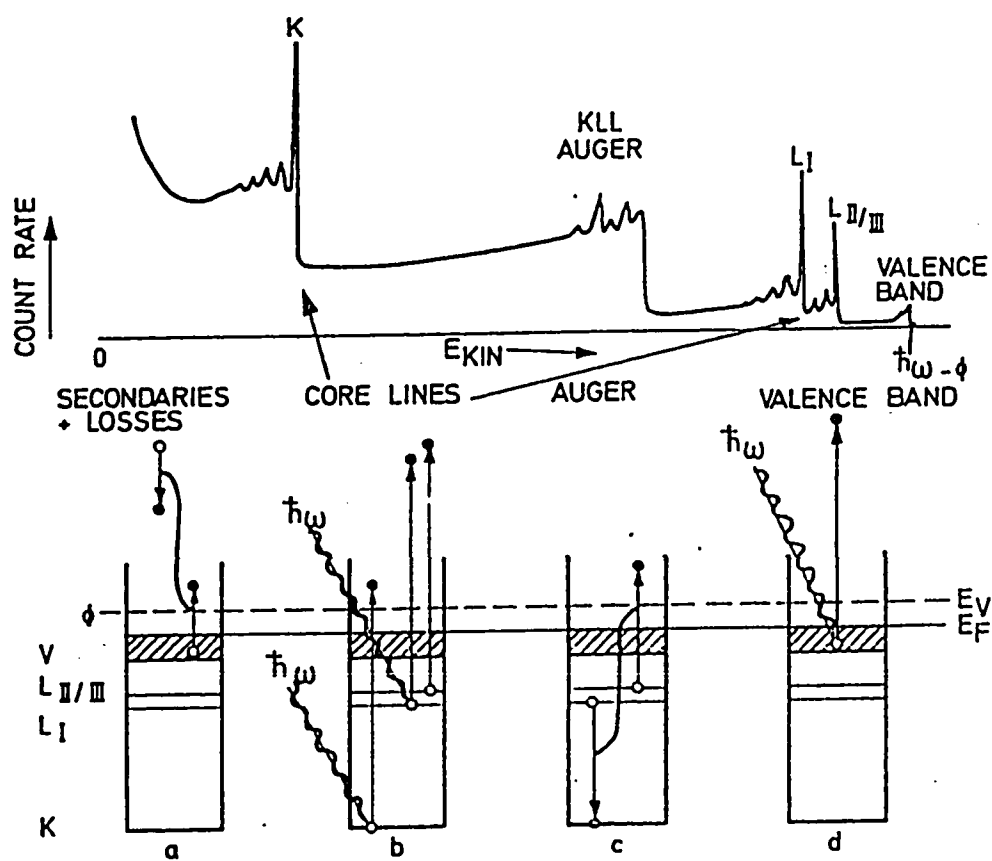 K
KLL
AUGER
L I
L II/III
VALENCE
BAND
COUNT RATE
0
E KIN
ħω-ϕ
SECONDARIES
+ LOSSES
CORE LINES
AUGER
VALENCE BAND
ħω
ħω
ħω
ϕ
E V
E F
V
L II/III
L I
K
a
b
c
d